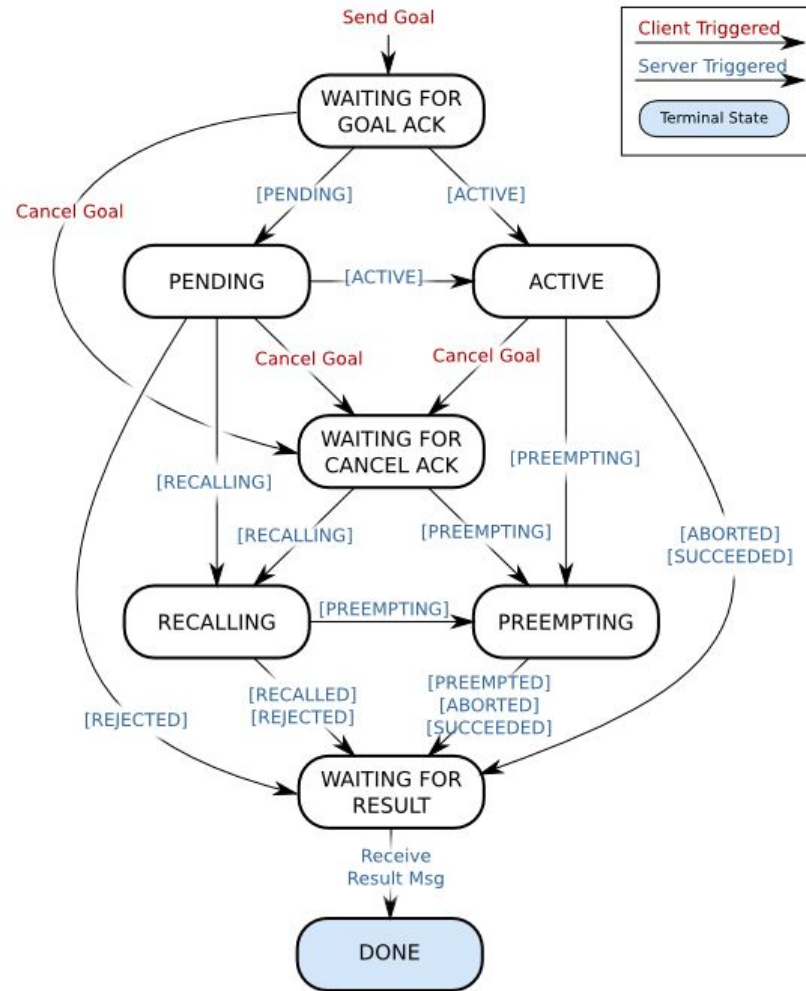 Send Goal
Client Triggered
Server Triggered
Terminal State
WAITING FOR
GOAL ACK
[PENDING]
[ACTIVE]
Cancel Goal
PENDING
[ACTIVE]
ACTIVE
Cancel Goal
Cancel Goal
WAITING FOR
CANCEL ACK
[PREEMPTING]
[RECALLING]
[RECALLING]
[PREEMPTING]
[ABORTED]
[SUCCEEDED]
RECALLING
[PREEMPTING]
PREEMPTING
[RECALLED]
[REJECTED]
[PREEMPTED]
[ABORTED]
[SUCCEEDED]
[REJECTED]
WAITING FOR
RESULT
Receive
Result Msg
DONE